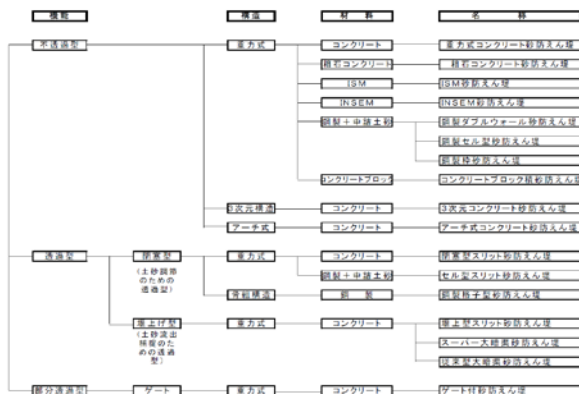 機能 構造 材料 名称
不透過型 重力式 コンクリート 重力式コンクリート砂防えん堤
粗石コンクリート 粗石コンクリート砂防えん堤
ISM ISM砂防えん堤
INSEM INSEM砂防えん堤
鋼製+中詰土砂 鋼製ダブルウォール砂防えん堤
鋼製セル型砂防えん堤
鋼製枠砂防えん堤
コンクリートブロック コンクリートブロック積砂防えん堤
3次元構造 コンクリート 3次元コンクリート砂防えん堤
アーチ式 コンクリート アーチ式コンクリート砂防えん堤
透過型 閉塞型 重力式 コンクリート 閉塞型スリット砂防えん堤
(土砂調節
のための
透過型)
鋼製+中詰土砂 セル型スリット砂防えん堤
骨組構造 鋼製 鋼製格子型砂防えん堤
堰上げ型 重力式 コンクリート 堰上型スリット砂防えん堤
(土砂流出
のた
めの透過
型)
スーパー大暗渠砂防えん堤
従来型大暗渠砂防えん堤
部分透過型 ゲート 重力式 コンクリート ゲート付砂防えん堤